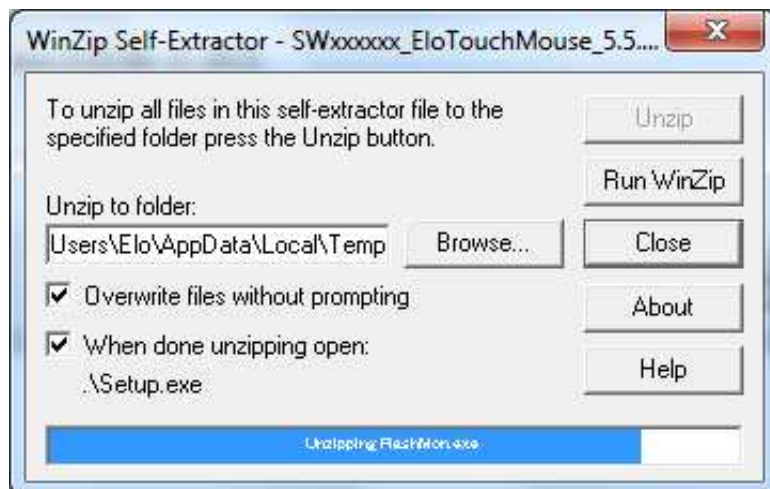 WinZip Self-Extractor - SWxxxxxx_EloTouchMouse_5.5....
To unzip all files in this self-extractor file to the
specified folder press the Unzip button.
Unzip
Run WinZip
Unzip to folder:
Users\Elo\AppData\Local\Temp
Browse...
Close
Overwrite files without prompting
About
When done unzipping open:
.\Setup.exe
Help
Unzipping FlashMon.exe